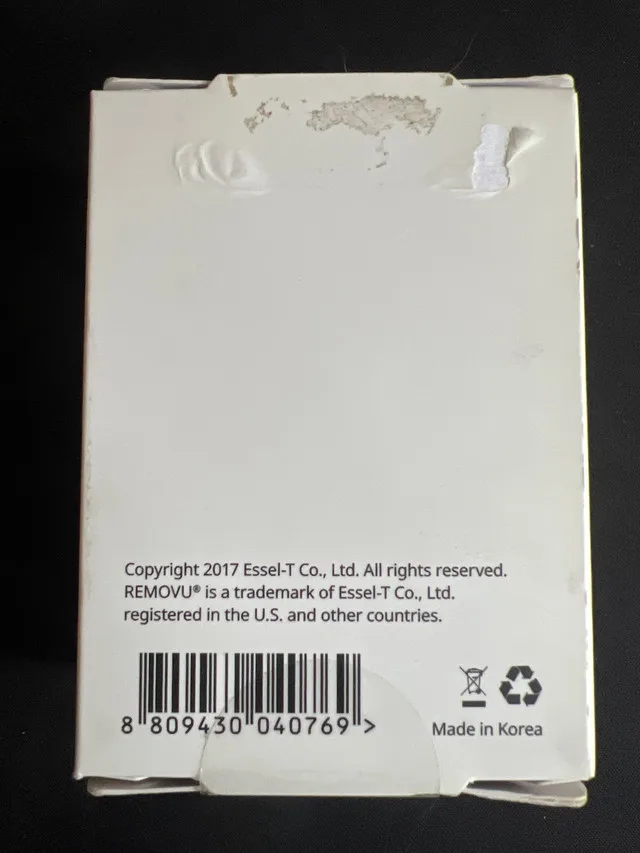 Copyright 2017 Essel-T Co., Ltd. All rights reserved.
REMOVU® is a trademark of Essel-T Co., Ltd.
registered in the U.S. and other countries.
8 809430 040769 >
Made in Korea